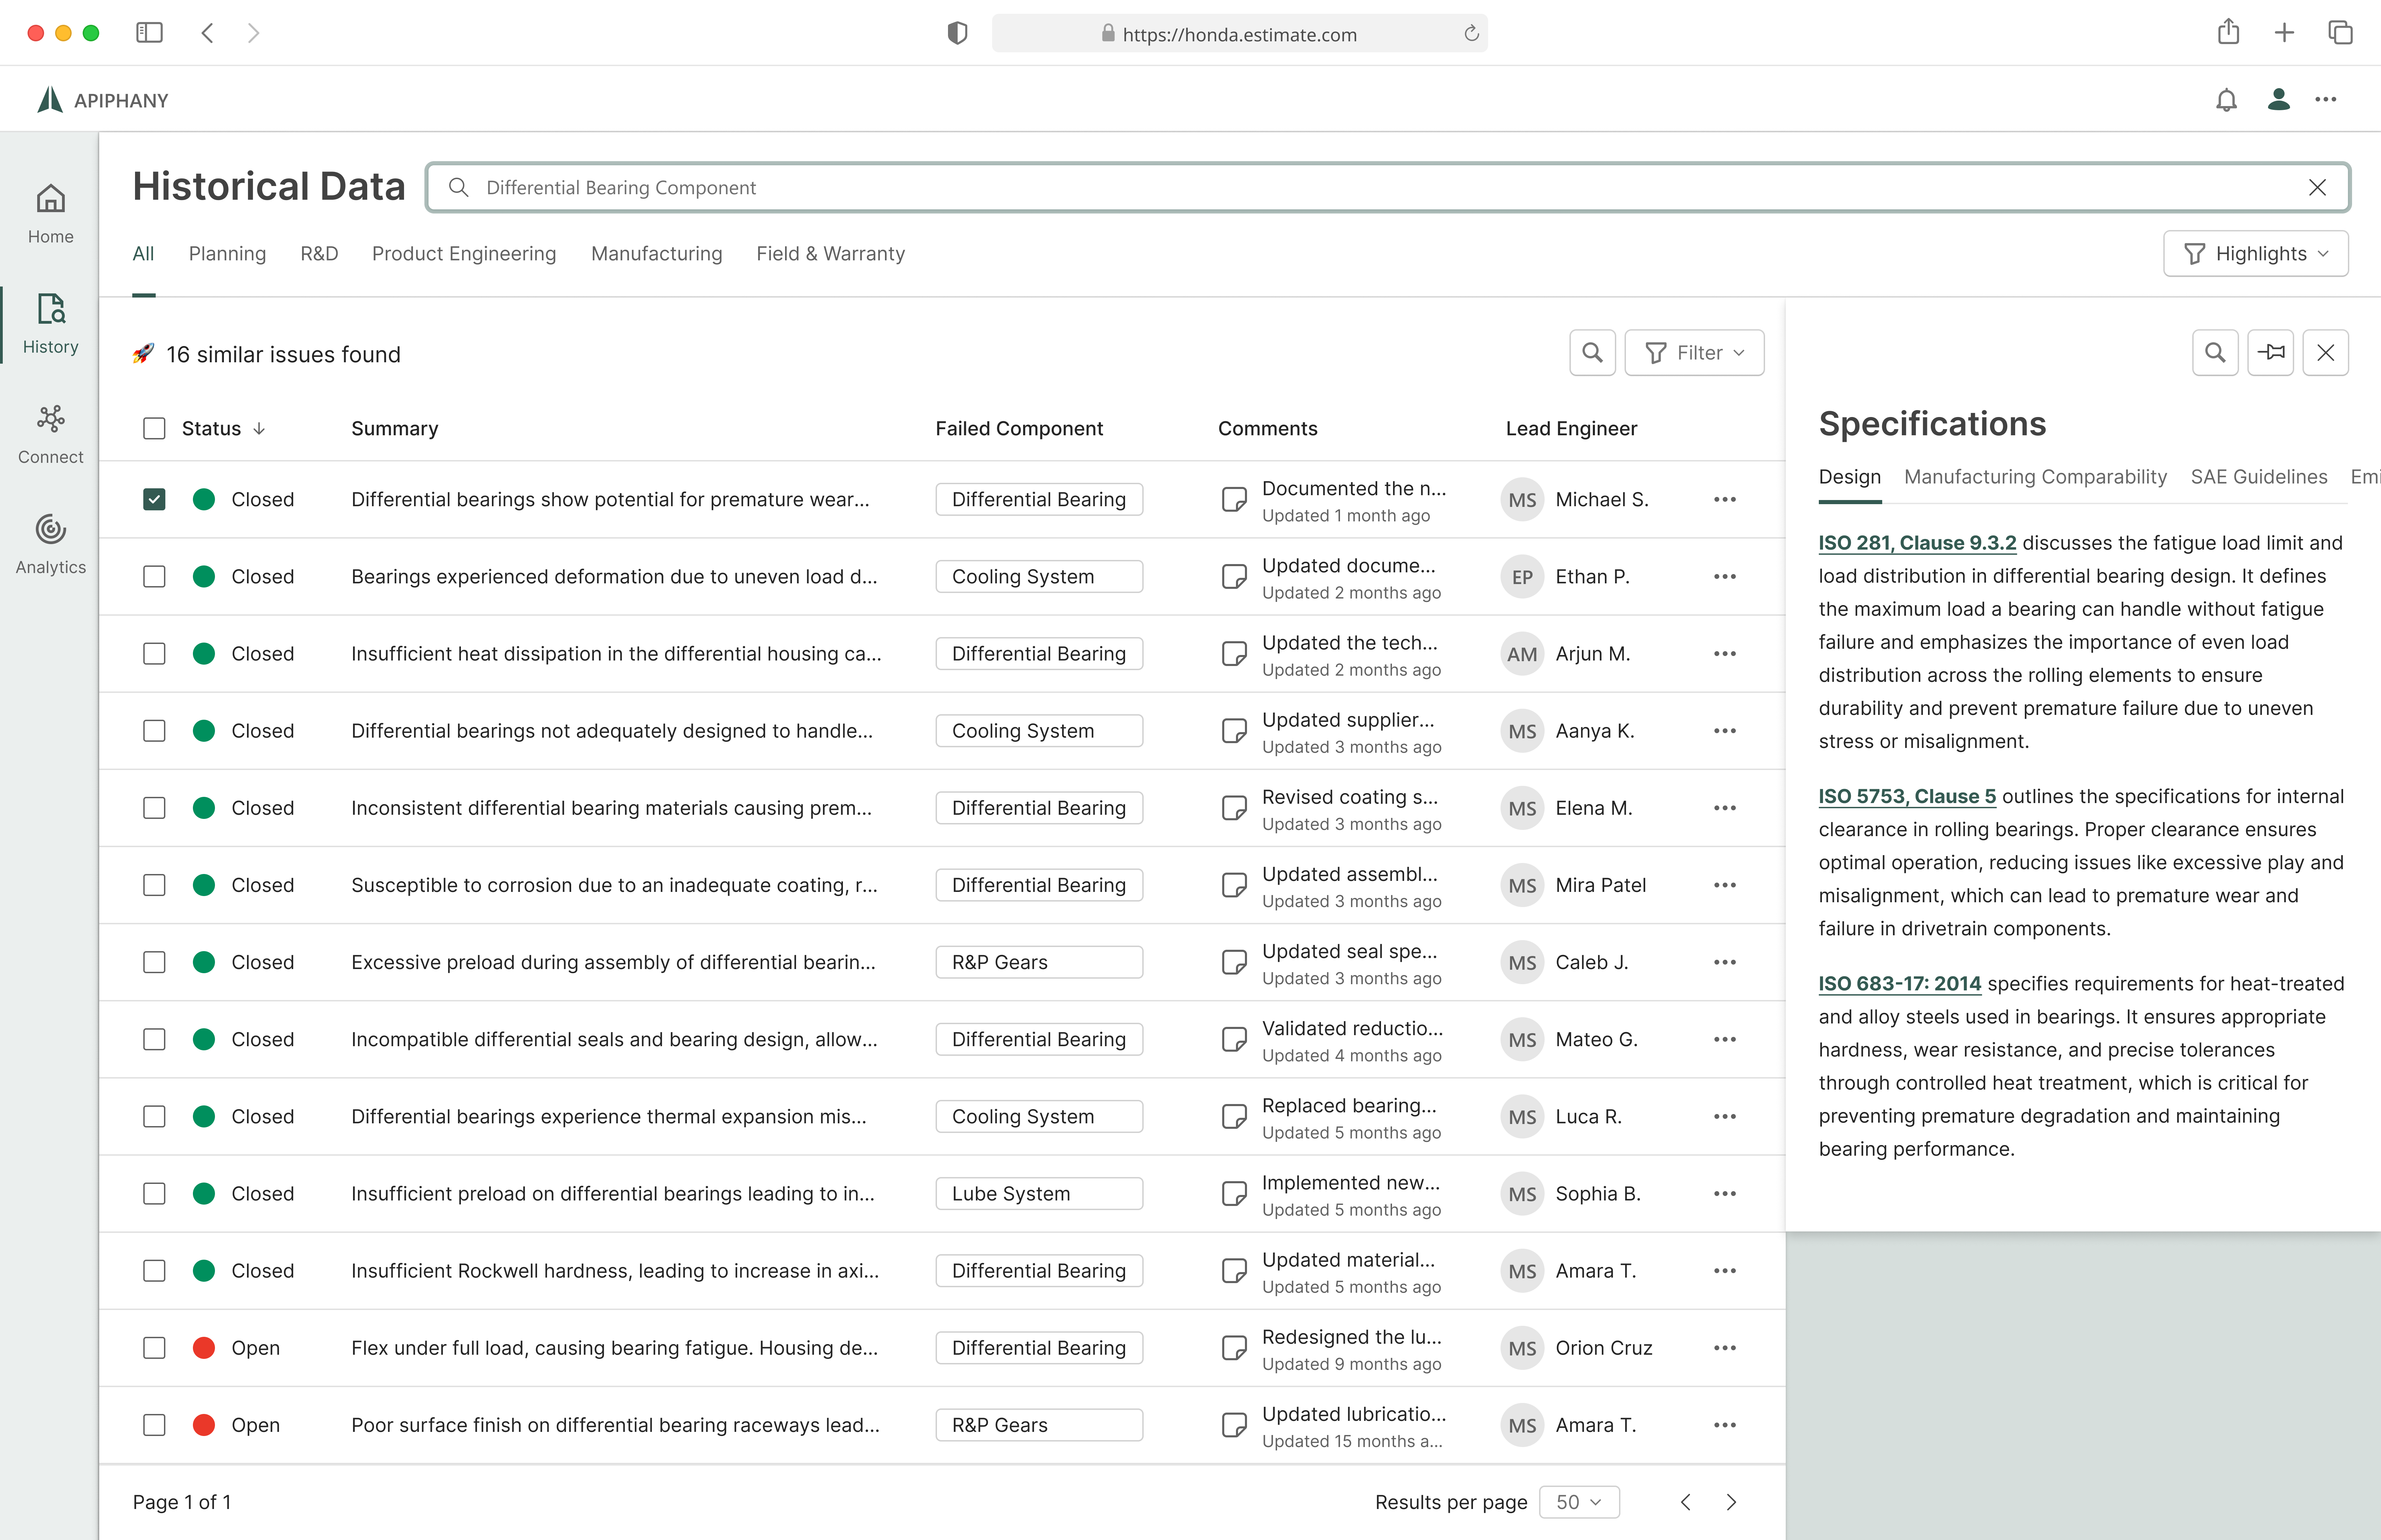 https://honda.estimate.com
APIPHANY
Home
History
Connect
Analytics
Historical Data
Differential Bearing Component
All Planning R&D Product Engineering Manufacturing Field & Warranty
Highlights
16 similar issues found
Filter
Status Summary Failed Component Comments Lead Engineer
Closed Differential bearings show potential for premature wear... Differential Bearing Documented the n... MS Michael S.
Updated 1 month ago
Closed Bearings experienced deformation due to uneven load d... Cooling System Updated docume... EP Ethan P.
Updated 2 months ago
Closed Insufficient heat dissipation in the differential housing ca... Differential Bearing Updated the tech... AM Arjun M.
Updated 2 months ago
Closed Differential bearings not adequately designed to handle... Cooling System Updated supplier... MS Aanya K.
Updated 3 months ago
Closed Inconsistent differential bearing materials causing prem... Differential Bearing Revised coating s... MS Elena M.
Updated 3 months ago
Closed Susceptible to corrosion due to an inadequate coating, r... Differential Bearing Updated assembl... MS Mira Patel
Updated 3 months ago
Closed Excessive preload during assembly of differential bearin... R&P Gears Updated seal spe... MS Caleb J.
Updated 3 months ago
Closed Incompatible differential seals and bearing design, allow... Differential Bearing Validated reductio... MS Mateo G.
Updated 4 months ago
Closed Differential bearings experience thermal expansion mis... Cooling System Replaced bearing... MS Luca R.
Updated 5 months ago
Closed Insufficient preload on differential bearings leading to in... Lube System Implemented new... MS Sophia B.
Updated 5 months ago
Closed Insufficient Rockwell hardness, leading to increase in axi... Differential Bearing Updated material... MS Amara T.
Updated 5 months ago
Open Flex under full load, causing bearing fatigue. Housing de... Differential Bearing Redesigned the lu... MS Orion Cruz
Updated 9 months ago
Open Poor surface finish on differential bearing raceways lead... R&P Gears Updated lubricatio... MS Amara T.
Updated 15 months a...
Page 1 of 1
Results per page 50
Specifications
Design Manufacturing Comparability SAE Guidelines Emi
ISO 281, Clause 9.3.2 discusses the fatigue load limit and
load distribution in differential bearing design. It defines
the maximum load a bearing can handle without fatigue
failure and emphasizes the importance of even load
distribution across the rolling elements to ensure
durability and prevent premature failure due to uneven
stress or misalignment.
ISO 5753, Clause 5 outlines the specifications for internal
clearance in rolling bearings. Proper clearance ensures
optimal operation, reducing issues like excessive play and
misalignment, which can lead to premature wear and
failure in drivetrain components.
ISO 683-17: 2014 specifies requirements for heat-treated
and alloy steels used in bearings. It ensures appropriate
hardness, wear resistance, and precise tolerances
through controlled heat treatment, which is critical for
preventing premature degradation and maintaining
bearing performance.